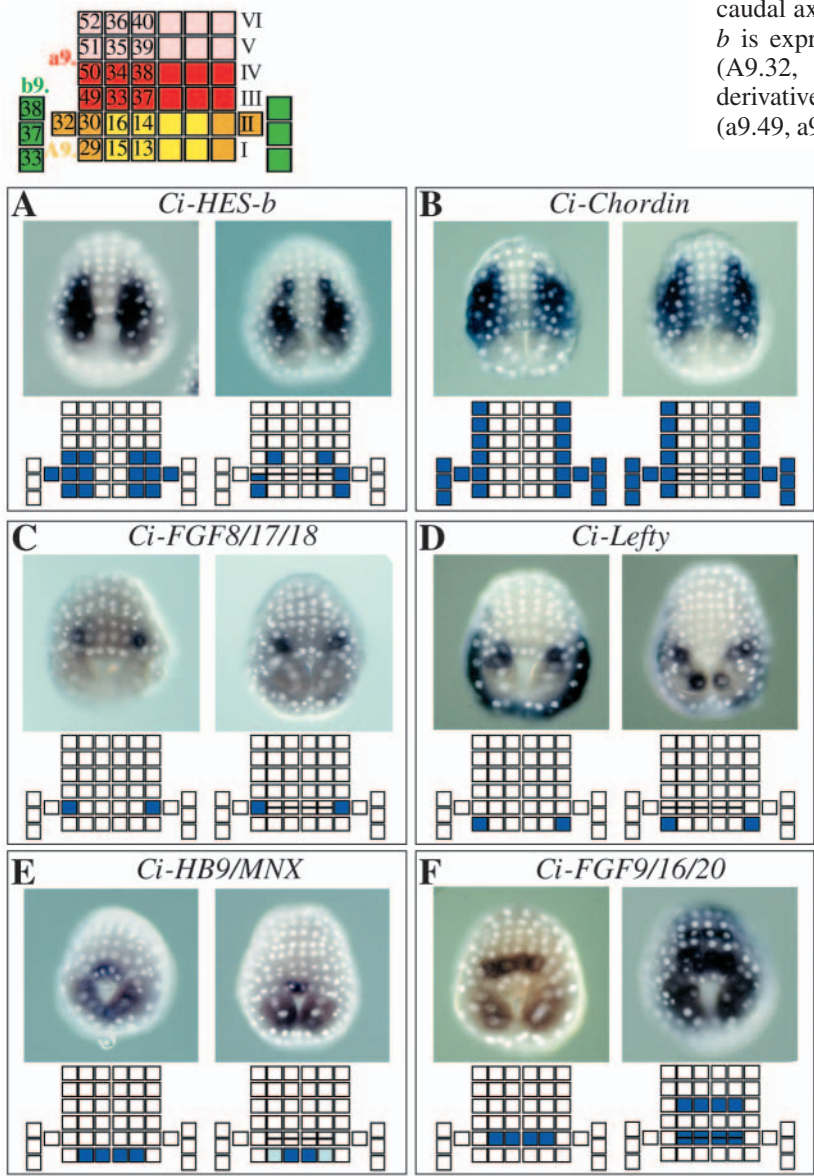 52 36 40 VI
51 35 39 V
a9.
50 34 38 IV
b9.
49 33 37 III
38
32 30 16 14 II
37
A9. 29 15 13 I
33
caudal ax
b is expr
(A9.32,
derivative
(a9.49, a9
A Ci-HES-b
B Ci-Chordin
C Ci-FGF8/17/18
D Ci-Lefty
E Ci-HB9/MNX
F Ci-FGF9/16/20